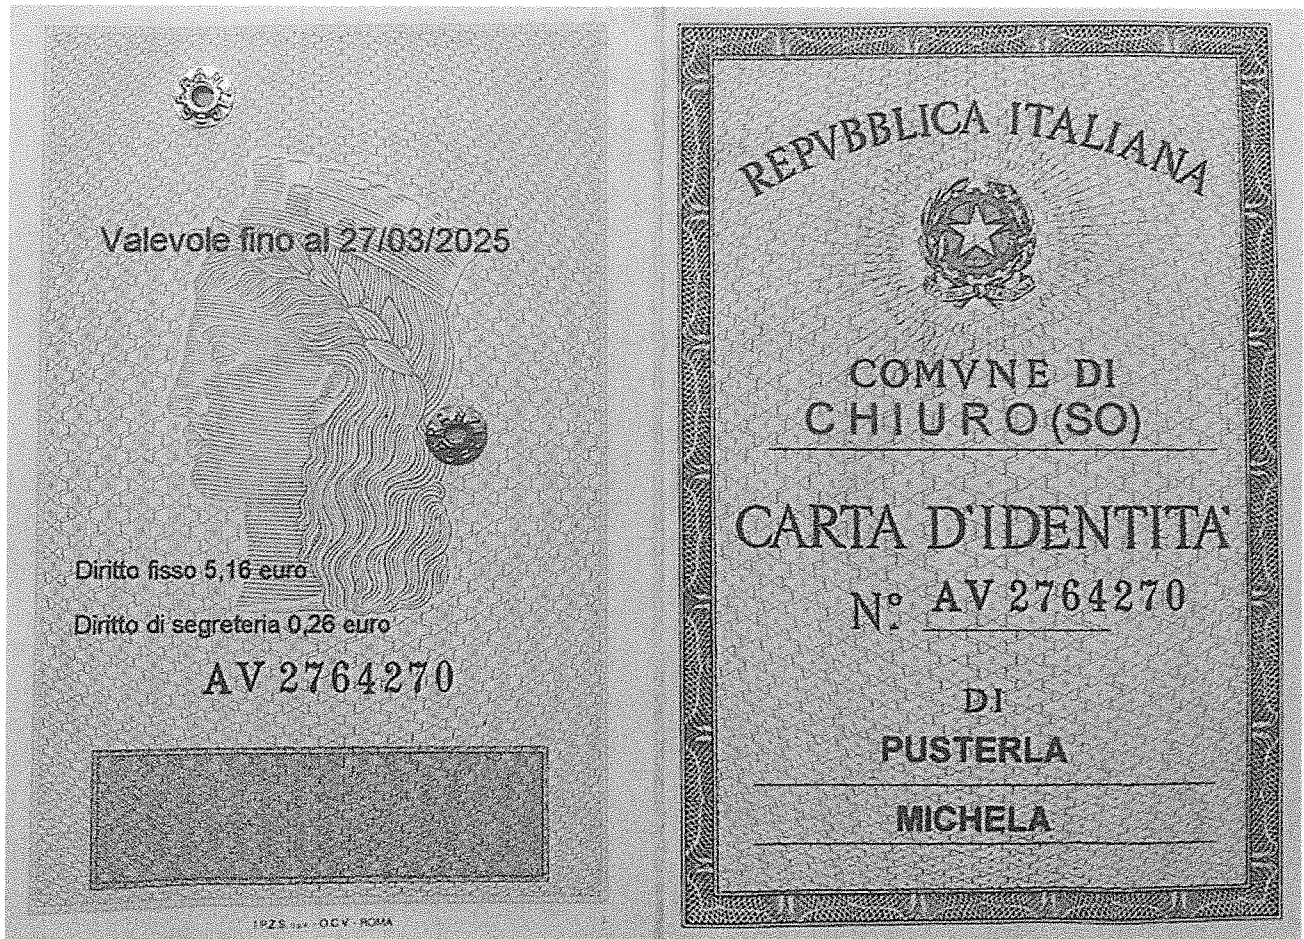 Valevole fino al 27/03/2025
Diritto fisso 5,16 euro
Diritto di segreteria 0,26 euro
AV 2764270
I.P.Z.S. - O.C.V. - ROMA
REPVBBLICA ITALIANA
COMVNE DI
CHIURO (SO)
CARTA D'IDENTITA'
Nº AV 2764270
DI
PUSTERLA
MICHELA